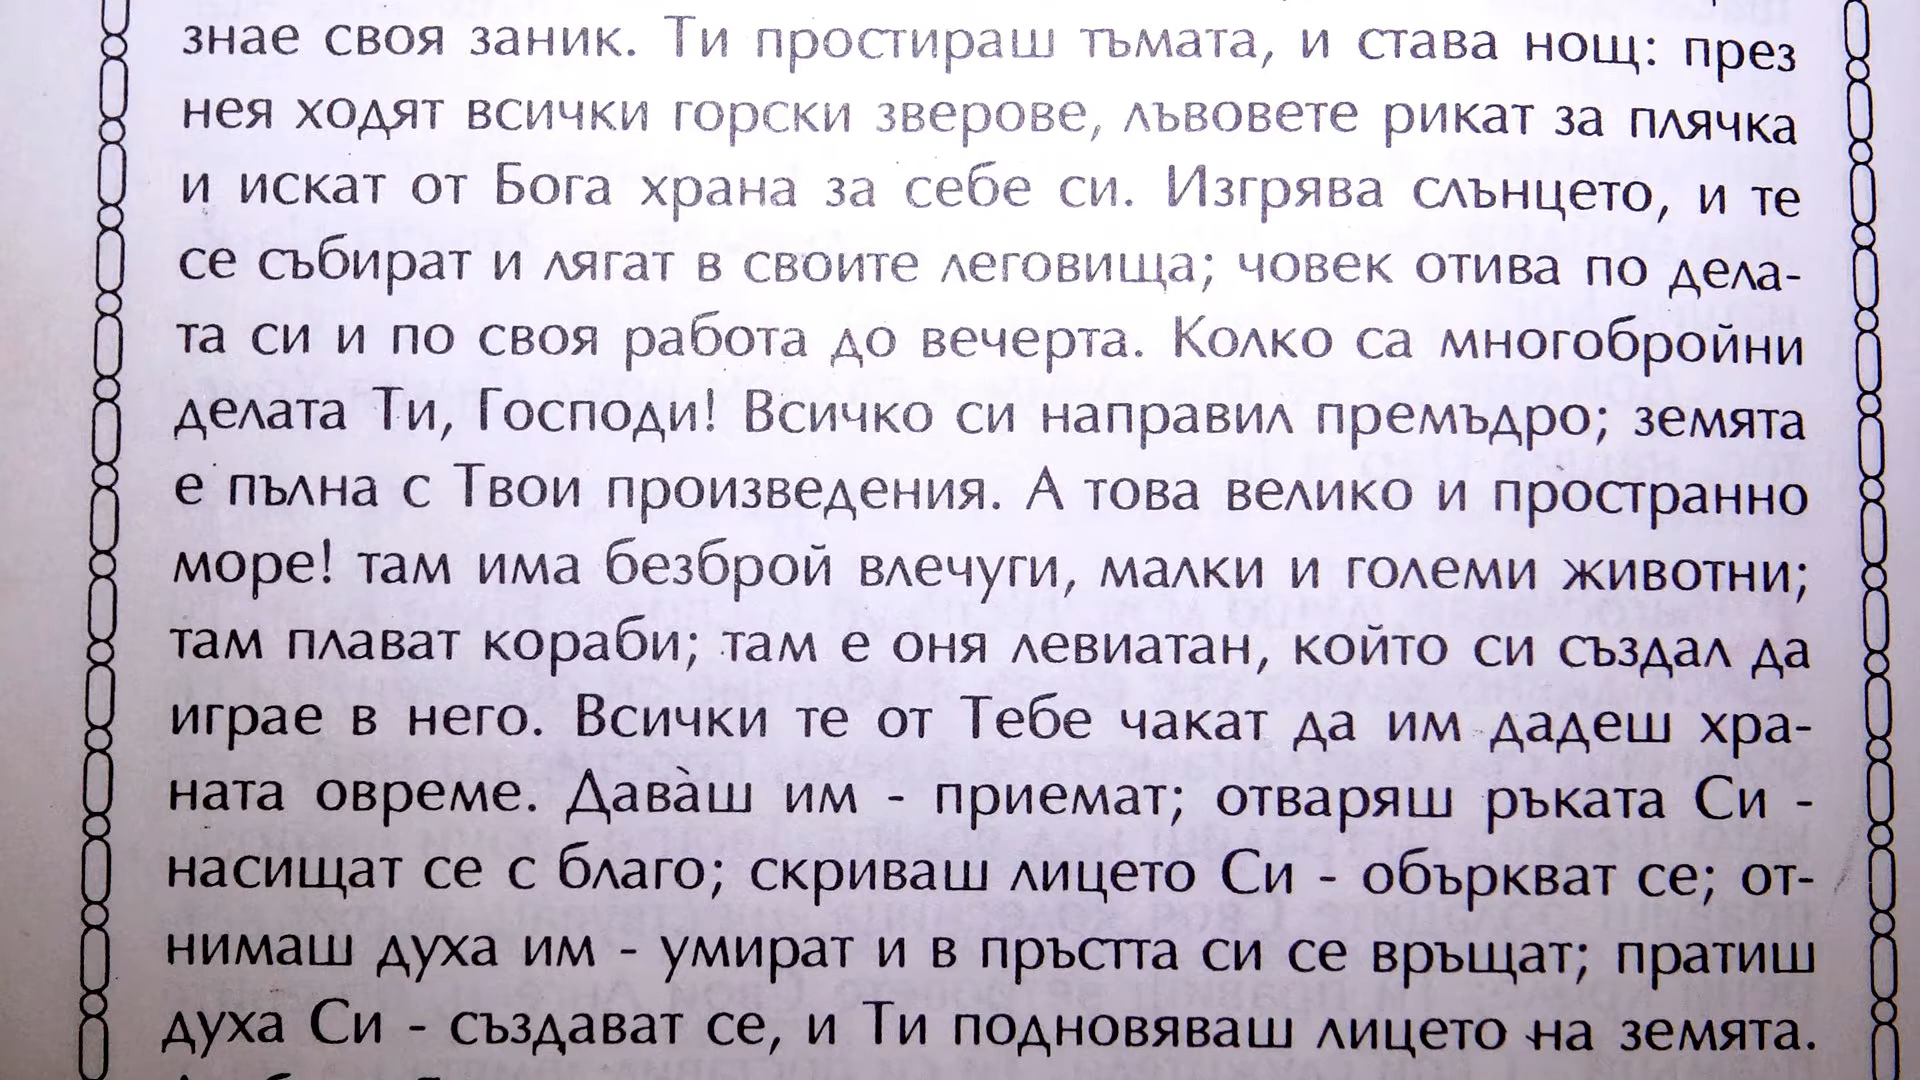 знае своя заник. Ти простираш тъмата, и става нощ: през
нея ходят всички горски зверове, лъвовете рикат за плячка
и искат от Бога храна за себе си. Изгрява слънцето, и те
се събират и лягат в своите леговища; човек отива по дела-
та си и по своя работа до вечерта. Колко са многобройни
делата Ти, Господи! Всичко си направил премъдро; земята
е пълна с Твои произведения. А това велико и пространно
море! там има безброй влечуги, малки и големи животни;
там плават кораби; там е оня левиатан, който си създал да
играе в него. Всички те от Тебе чакат да им дадеш хра-
ната овреме. Давàш им - приемат; отваряш ръката Си -
насищат се с благо; скриваш лицето Си - объркват се; от-
нимаш духа им - умират и в пръстта си се връщат; пратиш
духа Си - създават се, и Ти подновяваш лицето на земята.